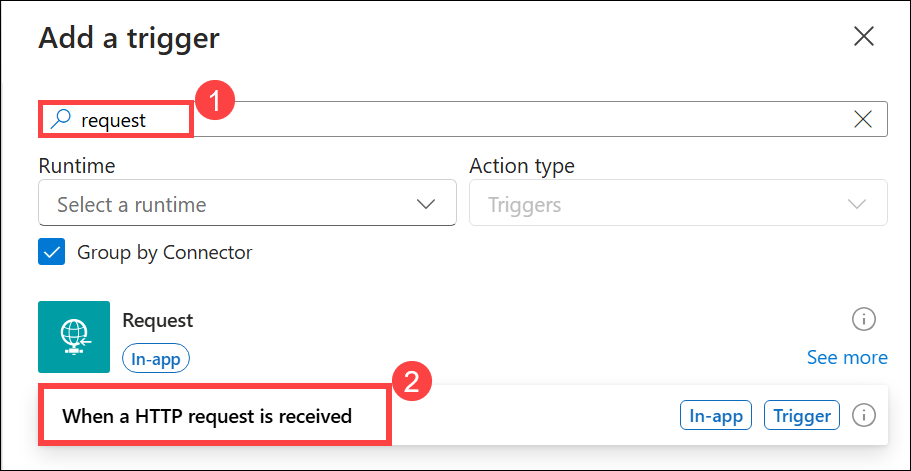 Add a trigger
1
request
Runtime
Action type
Select a runtime
Triggers
Group by Connector
Request
In-app
See more
2
When a HTTP request is received
In-app
Trigger